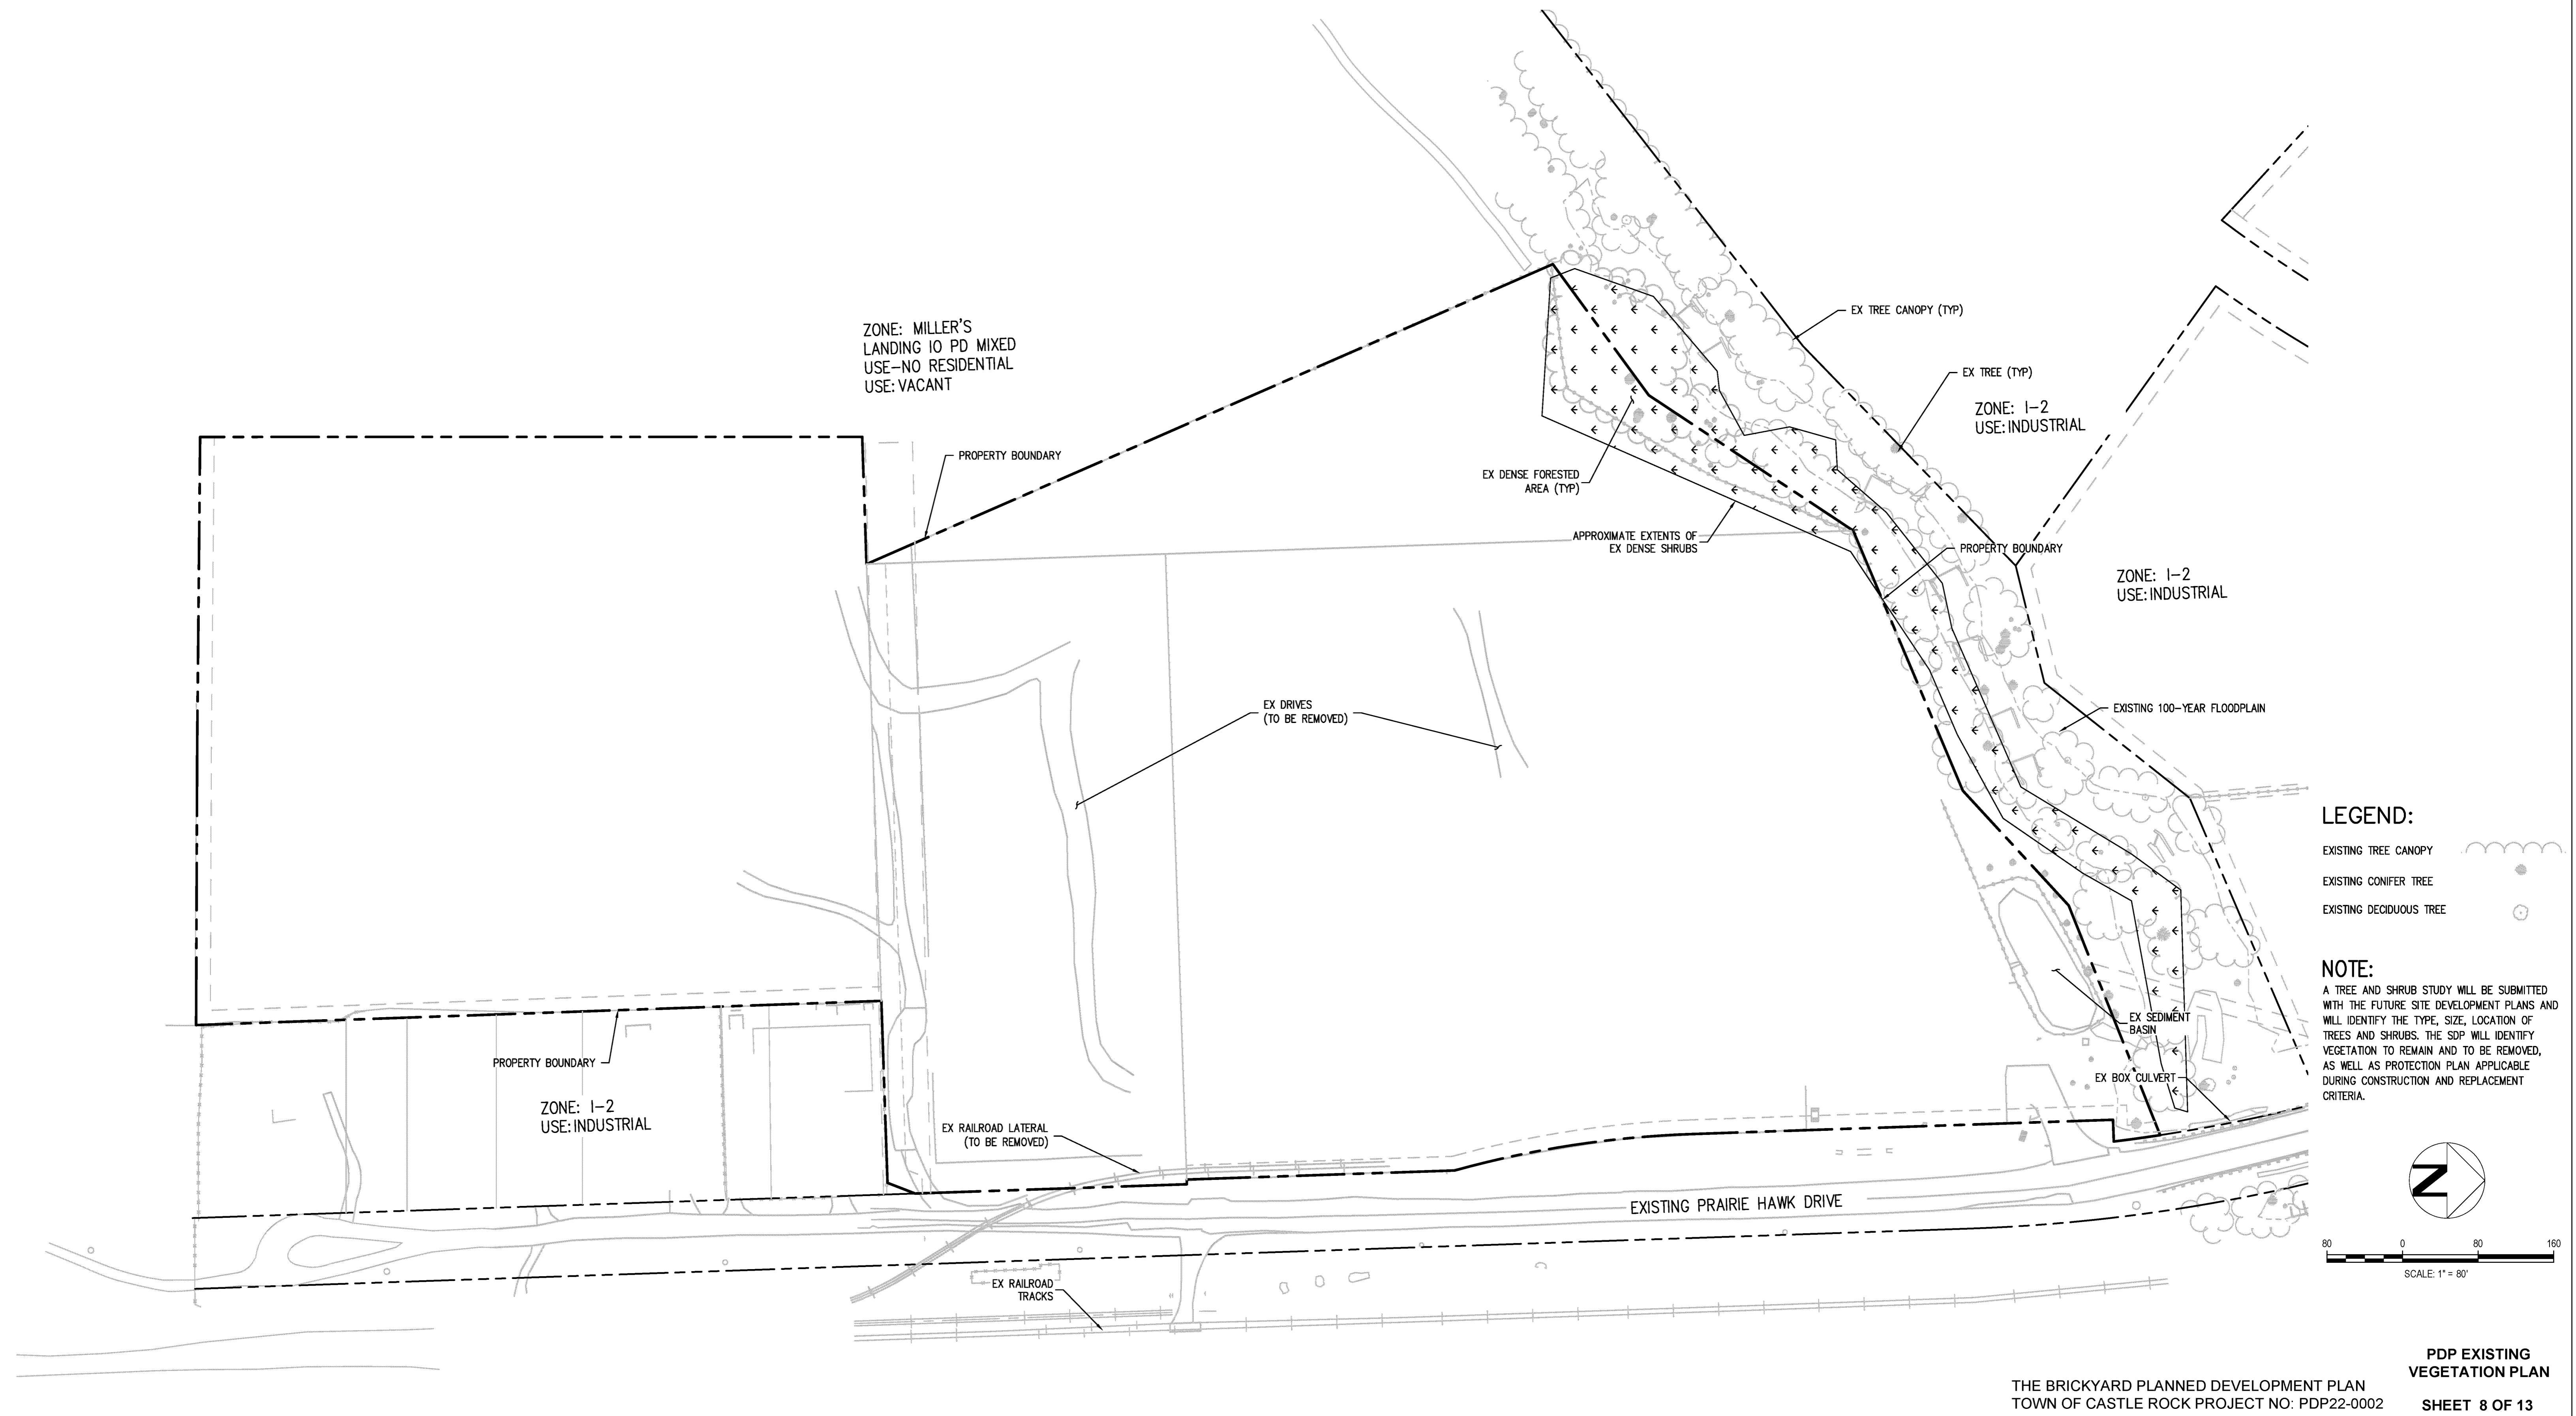 ZONE: MILLER'S
LANDING IO PD MIXED
USE-NO RESIDENTIAL
USE: VACANT
EX TREE CANOPY (TYP)
EX TREE (TYP)
ZONE: I-2
USE: INDUSTRIAL
PROPERTY BOUNDARY
EX DENSE FORESTED
AREA (TYP)
APPROXIMATE EXTENTS OF
EX DENSE SHRUBS
PROPERTY BOUNDARY
ZONE: I-2
USE: INDUSTRIAL
EX DRIVES
(TO BE REMOVED)
EXISTING 100-YEAR FLOODPLAIN
LEGEND:
EXISTING TREE CANOPY
EXISTING CONIFER TREE
EXISTING DECIDUOUS TREE
NOTE:
A TREE AND SHRUB STUDY WILL BE SUBMITTED
WITH THE FUTURE SITE DEVELOPMENT PLANS AND
WILL IDENTIFY THE TYPE, SIZE, LOCATION OF
TREES AND SHRUBS. THE SDP WILL IDENTIFY
VEGETATION TO REMAIN AND TO BE REMOVED,
AS WELL AS PROTECTION PLAN APPLICABLE
DURING CONSTRUCTION AND REPLACEMENT
CRITERIA.
EX SEDIMENT
BASIN
PROPERTY BOUNDARY
EX BOX CULVERT
ZONE: I-2
USE: INDUSTRIAL
EX RAILROAD LATERAL
(TO BE REMOVED)
EXISTING PRAIRIE HAWK DRIVE
N
80 0 80 160
SCALE: 1" = 80'
EX RAILROAD
TRACKS
PDP EXISTING
VEGETATION PLAN
THE BRICKYARD PLANNED DEVELOPMENT PLAN
TOWN OF CASTLE ROCK PROJECT NO: PDP22-0002
SHEET 8 OF 13